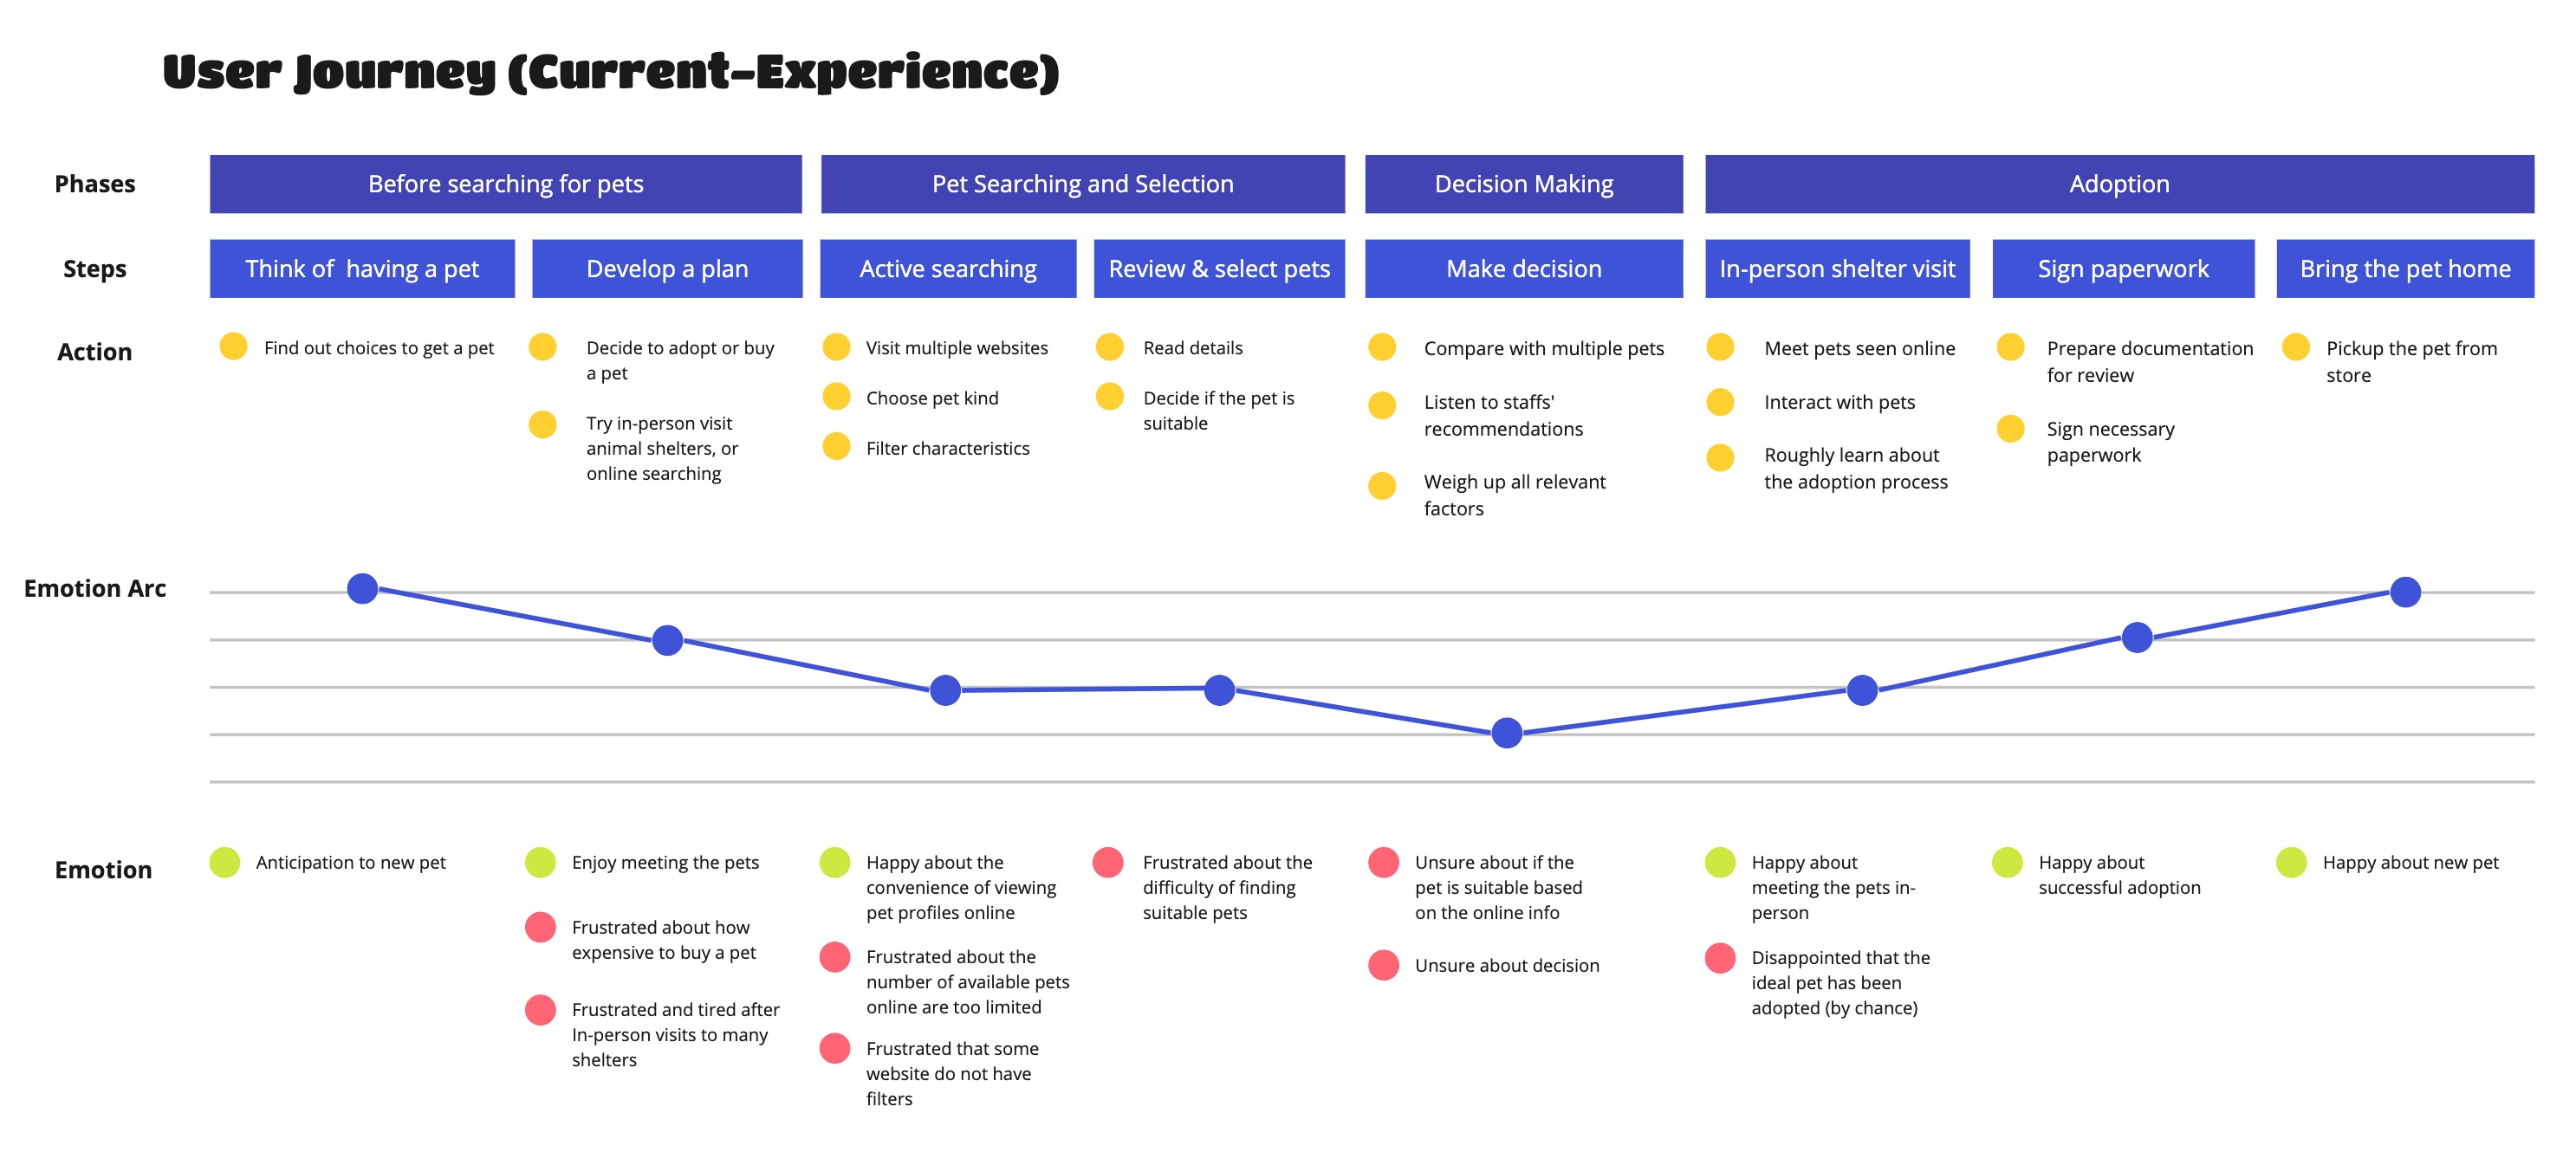 User Journey (Current-Experience)
Phases
Before searching for pets
Pet Searching and Selection
Decision Making
Adoption
Steps
Think of  having a pet
Develop a plan
Active searching
Review & select pets
Make decision
In-person shelter visit
Sign paperwork
Bring the pet home
Action
Find out choices to get a pet
Decide to adopt or buy
a pet
Try in-person visit
animal shelters, or
online searching
Visit multiple websites
Choose pet kind
Filter characteristics
Read details
Decide if the pet is
suitable
Compare with multiple pets
Listen to staffs'
recommendations
Weigh up all relevant
factors
Meet pets seen online
Interact with pets
Roughly learn about
the adoption process
Prepare documentation
for review
Sign necessary
paperwork
Pickup the pet from
store
Emotion Arc
Emotion
Anticipation to new pet
Enjoy meeting the pets
Frustrated about how
expensive to buy a pet
Frustrated and tired after
In-person visits to many
shelters
Happy about the
convenience of viewing
pet profiles online
Frustrated about the
number of available pets
online are too limited
Frustrated that some
website do not have
filters
Frustrated about the
difficulty of finding
suitable pets
Unsure about if the
pet is suitable based
on the online info
Unsure about decision
Happy about
meeting the pets in-
person
Disappointed that the
ideal pet has been
adopted (by chance)
Happy about
successful adoption
Happy about new pet